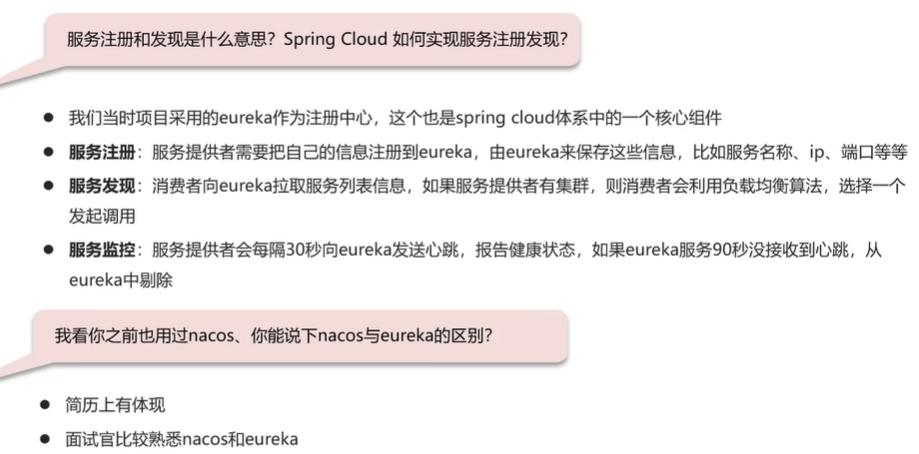 服务注册和发现是什么意思？Spring Cloud 如何实现服务注册发现？
我们当时项目采用的eureka作为注册中心，这个也是spring cloud体系中的一个核心组件
服务注册：服务提供者需要把自己的信息注册到eureka，由eureka来保存这些信息，比如服务名称、ip、端口等等
服务发现：消费者向eureka拉取服务列表信息，如果服务提供者有集群，则消费者会利用负载均衡算法，选择一个
发起调用
服务监控：服务提供者会每隔30秒向eureka发送心跳，报告健康状态，如果eureka服务90秒没接收到心跳，从
eureka中剔除
我看你之前也用过nacos、你能说下nacos与eureka的区别？
简历上有体现
面试官比较熟悉nacos和eureka